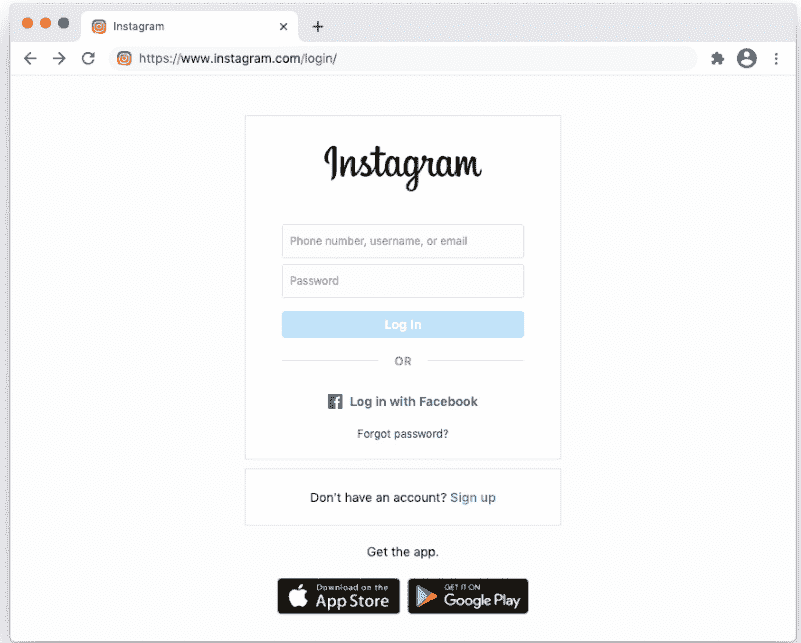 Instagram
https://www.instagram.com/login/
Instagram
Phone number, username, or email
Password
Log In
OR
Log in with Facebook
Forgot password?
Don't have an account? Sign up
Get the app.
Download on the
App Store
GET IT ON
Google Play